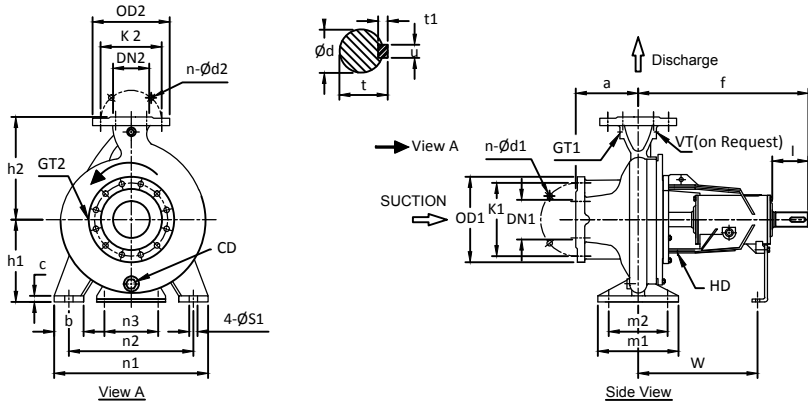 OD2
K 2
DN2
n-Ød2
h2
GT2
h1
c
b
n3
n2
n1
CD
4-ØS1
View A
t1
Ød
u
t
View A
SUCTION
Discharge
a
f
GT1
VT(on Request)
n-Ød1
l
OD1
K1
DN1
HD
m2
m1
W
Side View